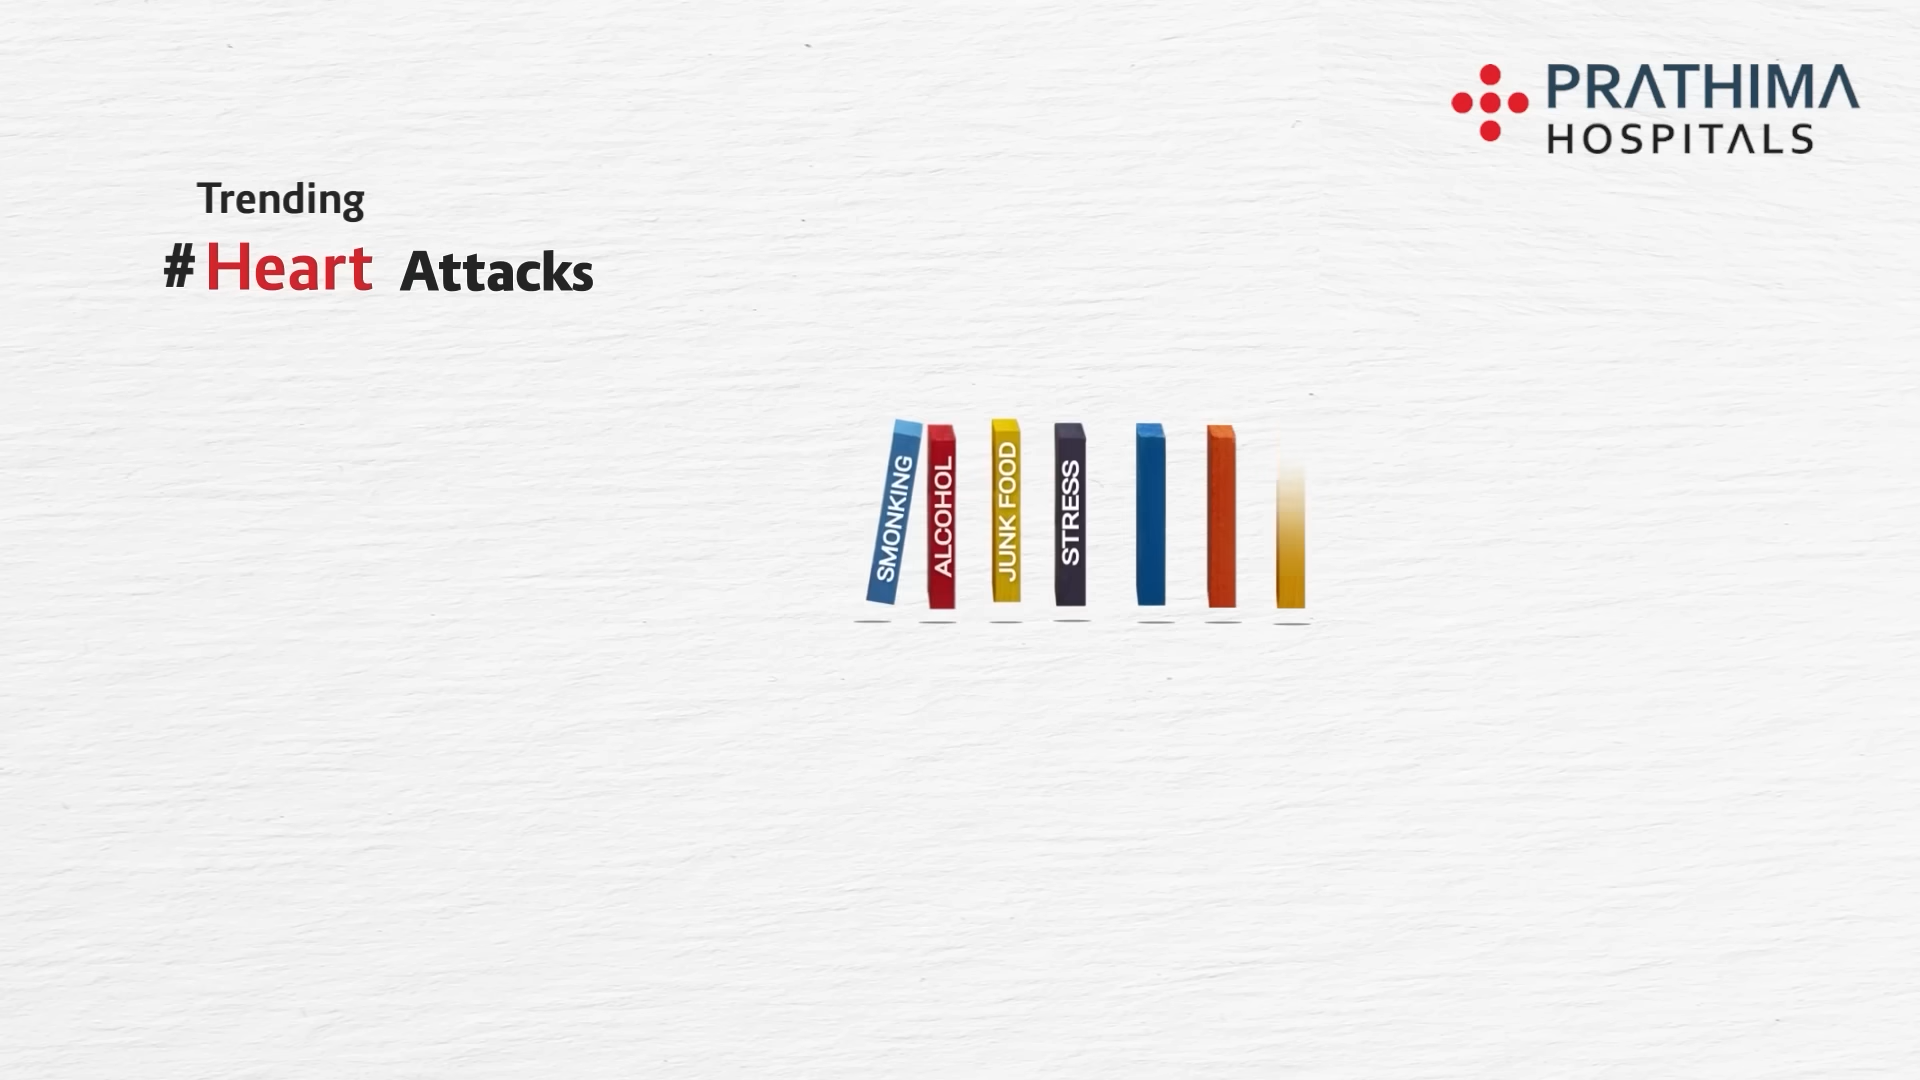 PRATHIMA
HOSPITALS
Trending
#Heart Attacks
SMONKING
ALCOHOL
JUNK FOOD
STRESS